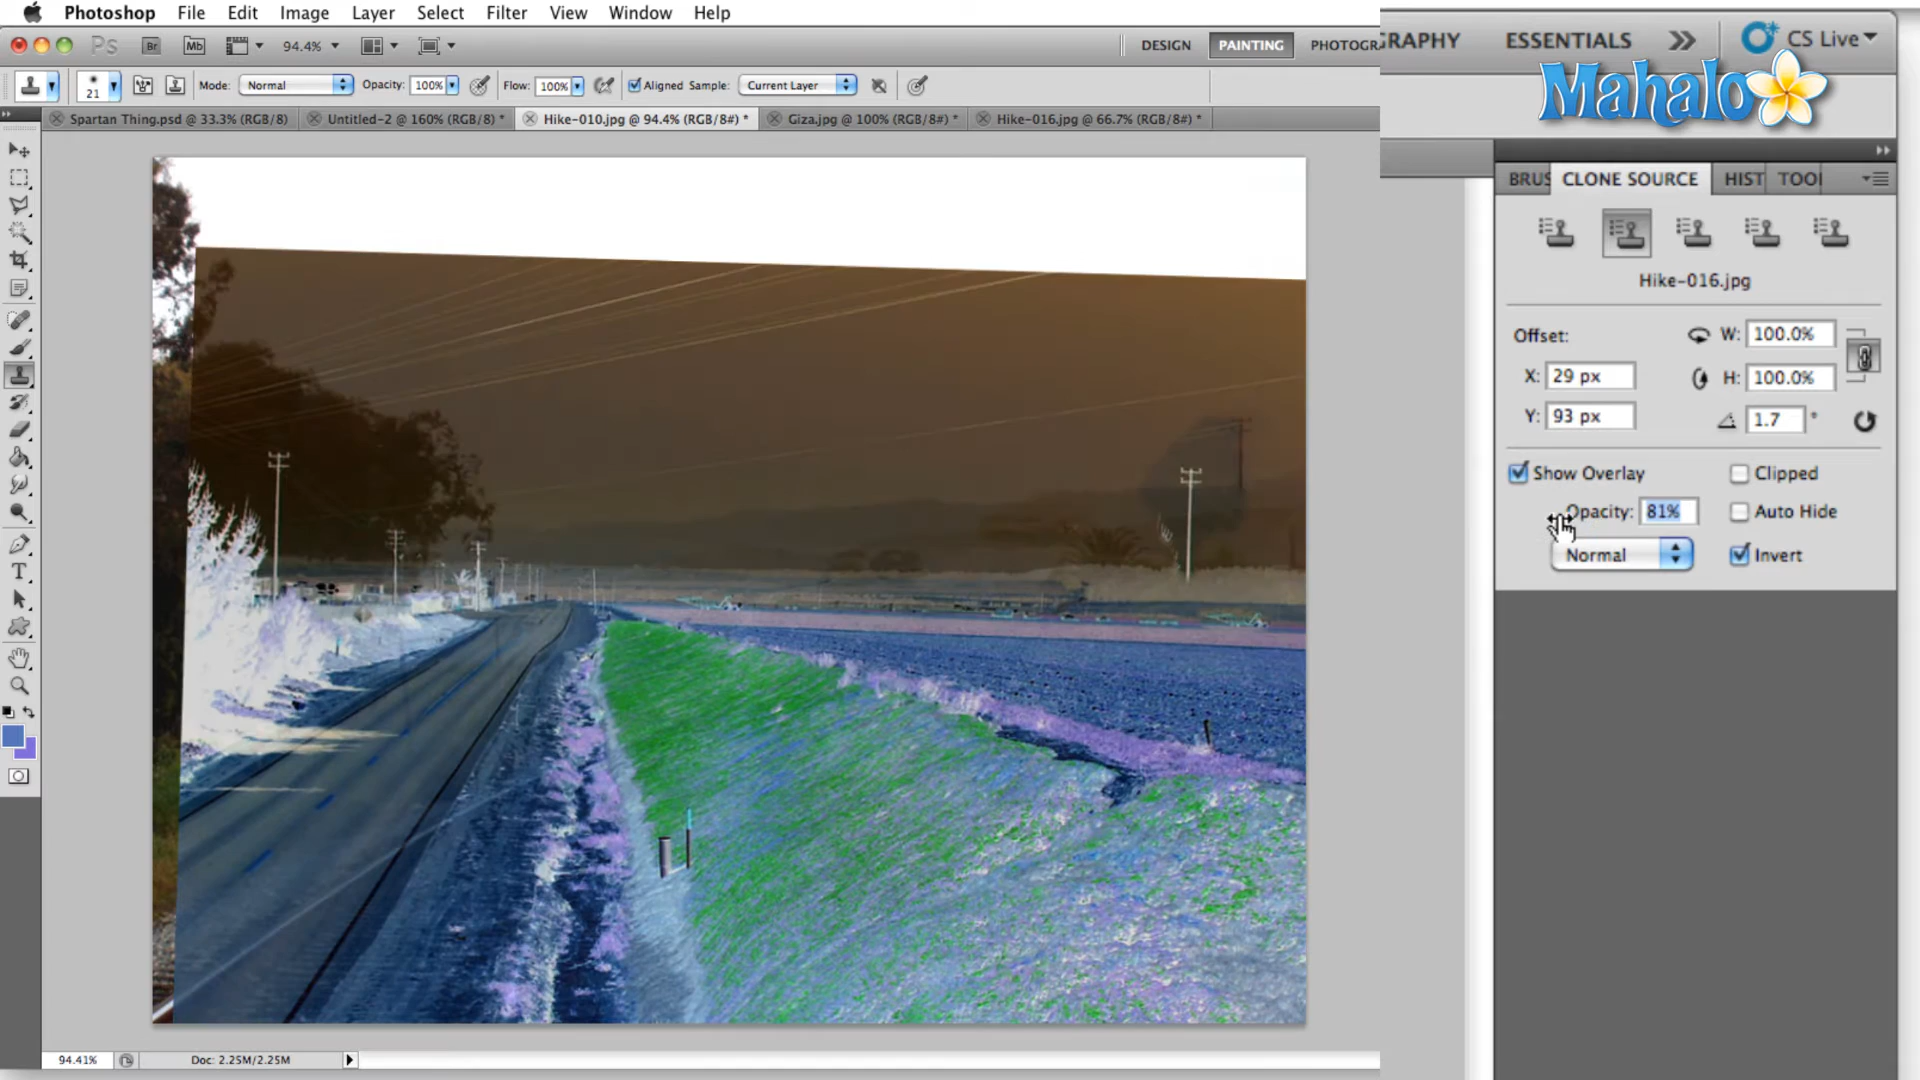 Photoshop File Edit Image Layer Select Filter View Window Help
Ps Br Mb 94.4% DESIGN PAINTING PHOTOGR
GRAPHY ESSENTIALS CS Live
Mahalo
21 Mode: Normal Opacity: 100% Flow: 100% Aligned Sample: Current Layer
Spartan Thing.psd @ 33.3% (RGB/8) Untitled-2 @ 160% (RGB/8) * Hike-010.jpg @ 94.4% (RGB/8#) * Giza.jpg @ 100% (RGB/8#) * Hike-016.jpg @ 66.7% (RGB/8#) *
BRUS CLONE SOURCE HIST TOOI
Hike-016.jpg
Offset: W: 100.0%
X: 29 px H: 100.0%
Y: 93 px 1.7 °
Show Overlay Clipped
Opacity: 81% Auto Hide
Normal Invert
T
94.41% Doc: 2.25M/2.25M